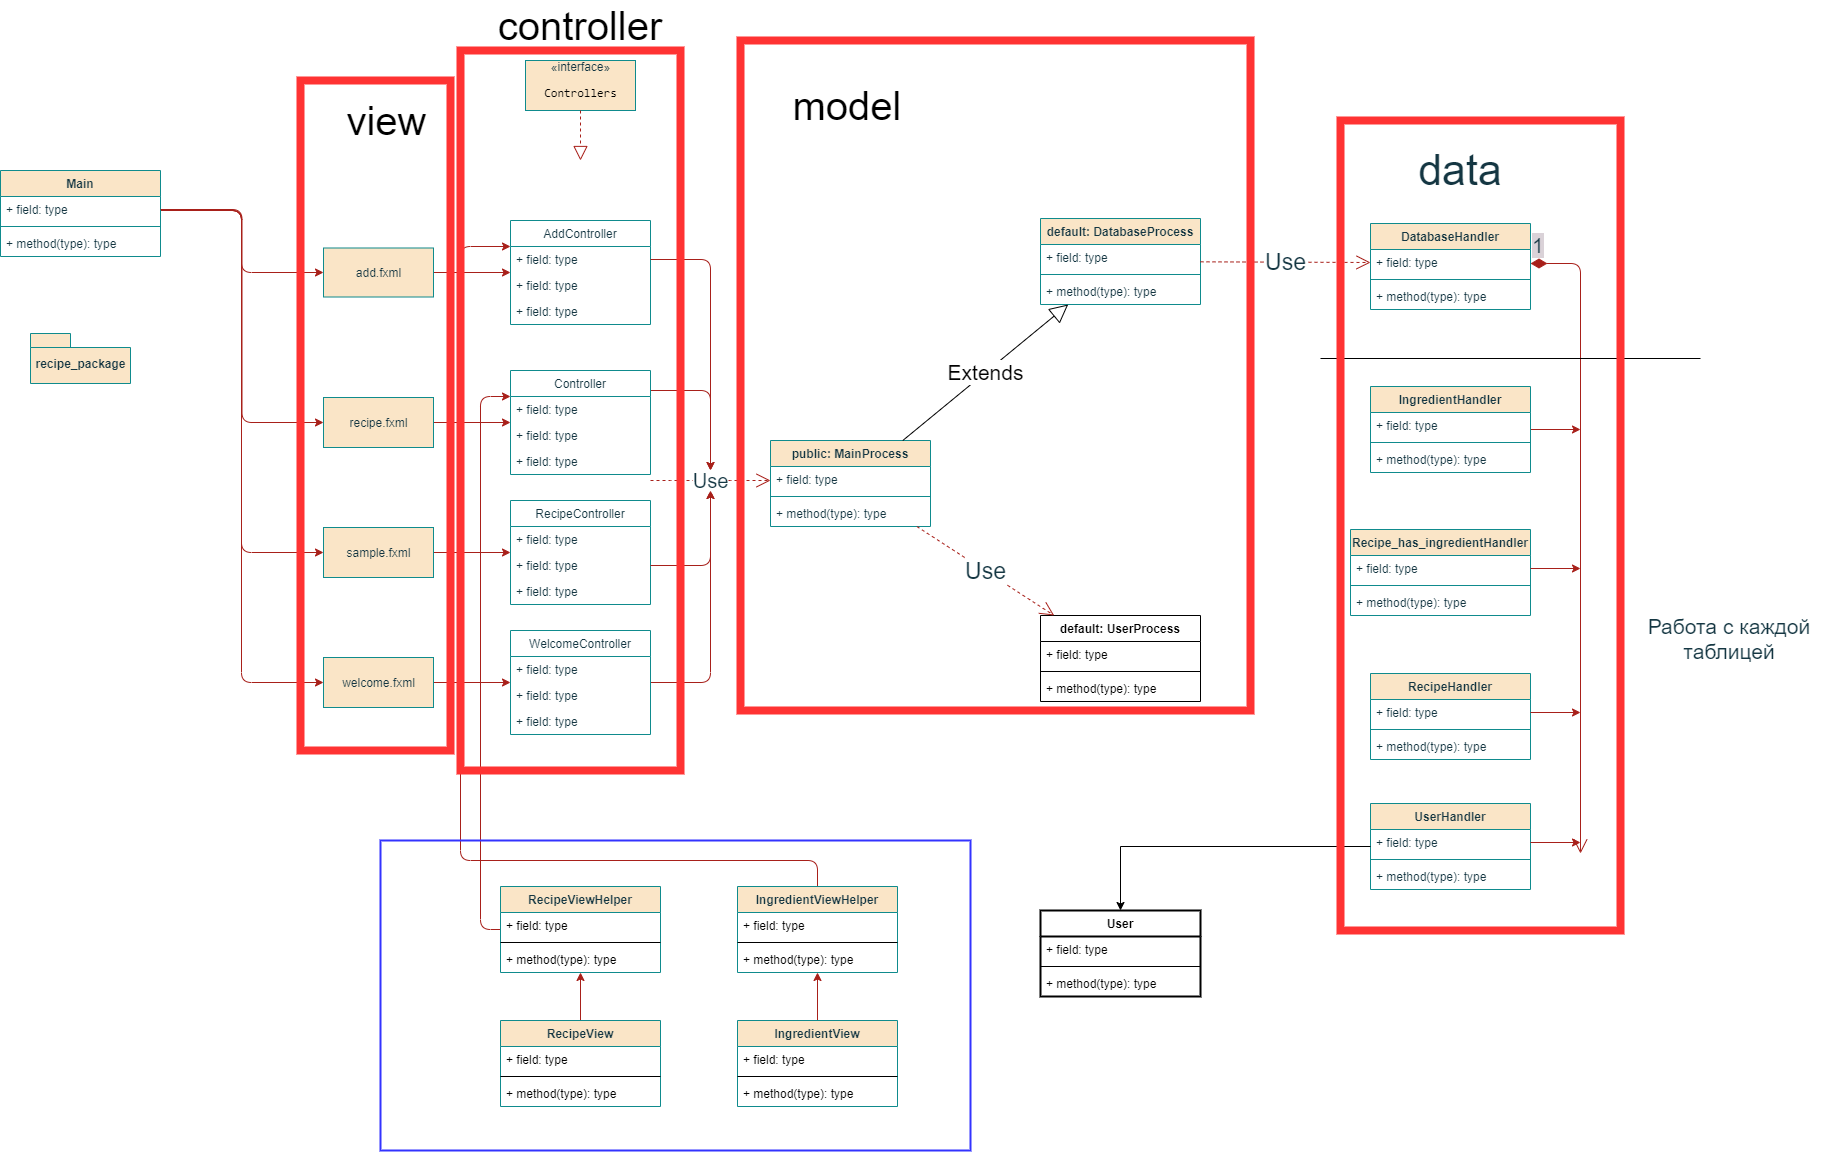 controller
view
model
data
«interface»
Controllers
Main
+ field: type
+ method(type): type
recipe_package
add.fxml
recipe.fxml
sample.fxml
welcome.fxml
AddController
+ field: type
+ field: type
+ field: type
Controller
+ field: type
+ field: type
+ field: type
RecipeController
+ field: type
+ field: type
+ field: type
WelcomeController
+ field: type
+ field: type
+ field: type
Use
default: DatabaseProcess
+ field: type
+ method(type): type
Extends
public: MainProcess
+ field: type
+ method(type): type
Use
default: UserProcess
+ field: type
+ method(type): type
Use
DatabaseHandler
+ field: type
+ method(type): type
1
IngredientHandler
+ field: type
+ method(type): type
Recipe_has_ingredientHandler
+ field: type
+ method(type): type
RecipeHandler
+ field: type
+ method(type): type
UserHandler
+ field: type
+ method(type): type
Работа с каждой
таблицей
User
+ field: type
+ method(type): type
RecipeViewHelper
+ field: type
+ method(type): type
IngredientViewHelper
+ field: type
+ method(type): type
RecipeView
+ field: type
+ method(type): type
IngredientView
+ field: type
+ method(type): type